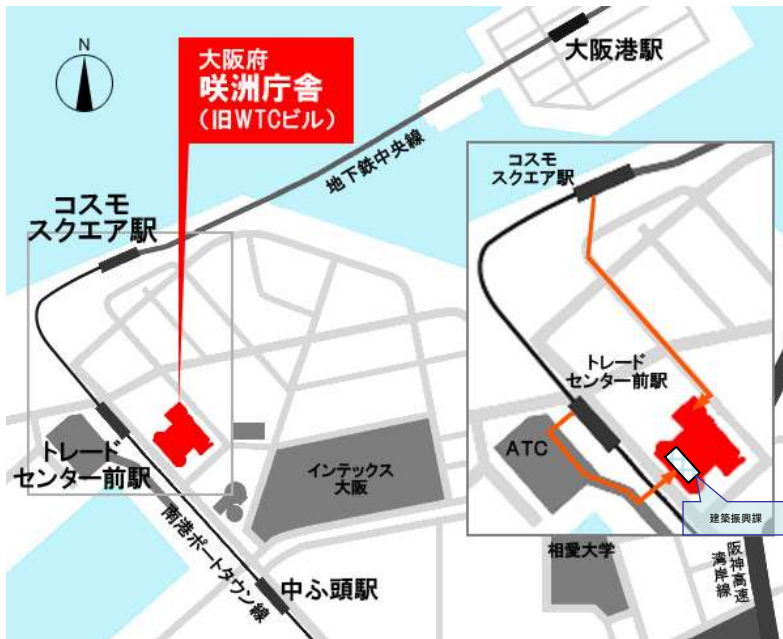 N
大阪府
咲洲庁舎
(旧WTCビル)
大阪港駅
地下鉄中央線
コスモ
スクエア駅
トレード
センター前駅
インテックス
大阪
南港ポートタウン線
中ふ頭駅
コスモ
スクエア駅
トレード
センター前駅
ATC
建築振興課
相愛大学
阪神高速
湾岸線